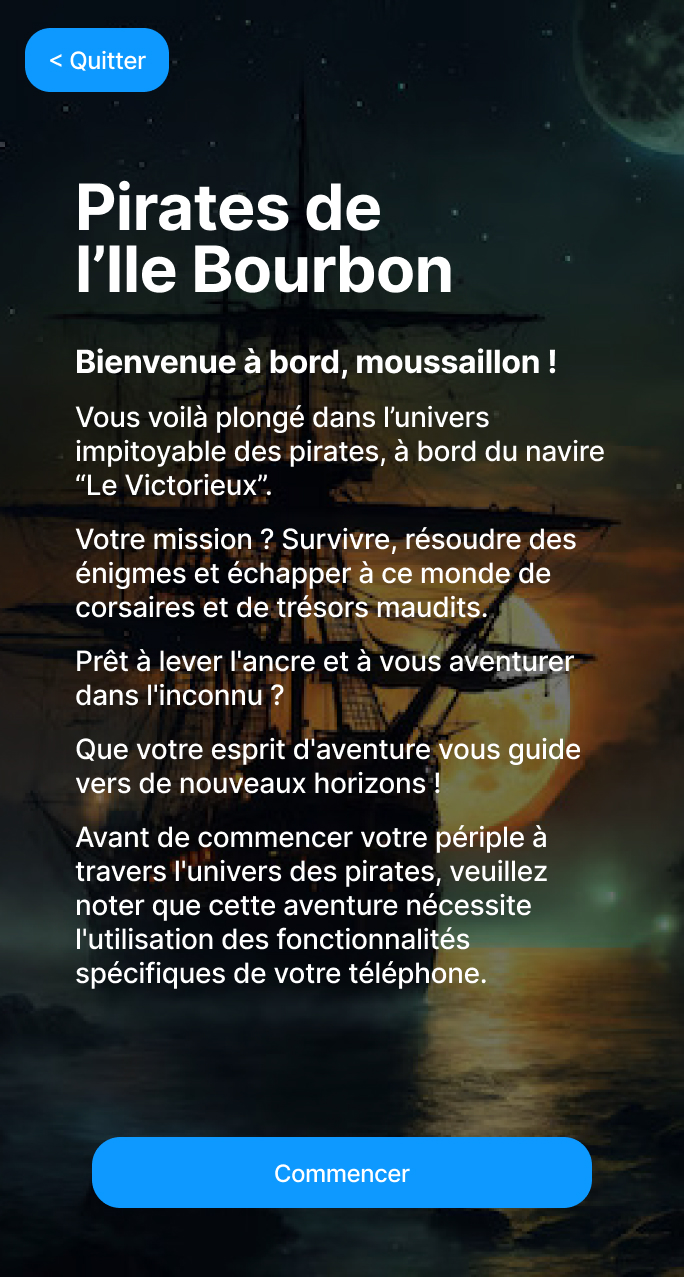 < Quitter
Pirates de
l’Ile Bourbon
Bienvenue à bord, moussaillon !
Vous voilà plongé dans l’univers
impitoyable des pirates, à bord du navire
“Le Victorieux”.
Votre mission ? Survivre, résoudre des
énigmes et échapper à ce monde de
corsaires et de trésors maudits.
Prêt à lever l'ancre et à vous aventurer
dans l'inconnu ?
Que votre esprit d'aventure vous guide
vers de nouveaux horizons !
Avant de commencer votre périple à
travers l'univers des pirates, veuillez
noter que cette aventure nécessite
l'utilisation des fonctionnalités
spécifiques de votre téléphone.
Commencer